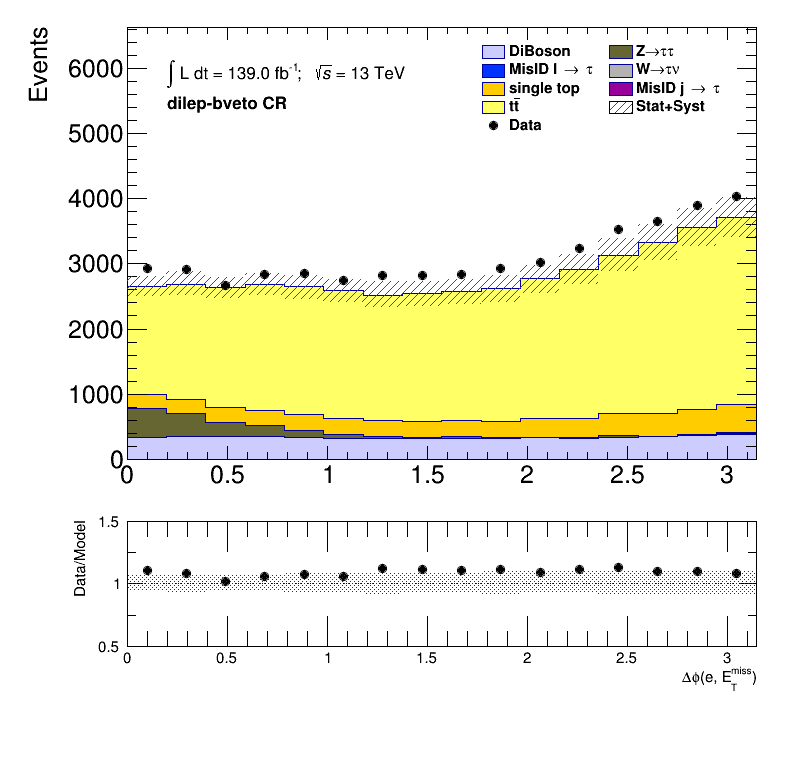 Events
6000
5000
4000
3000
2000
1000
0
∫ L dt = 139.0 fb⁻¹; √s = 13 TeV
dilep-bveto CR
DiBoson
MisID l → τ
single top
tt̄
Data
Z→ττ
W→τν
MisID j → τ
Stat+Syst
0 0.5 1 1.5 2 2.5 3
Data/Model
1.5
1
0.5
0 0.5 1 1.5 2 2.5 3
Δϕ(e, E_T^miss)